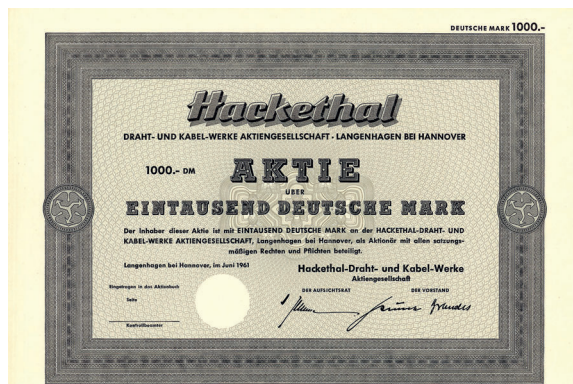 DEUTSCHE MARK 1000.-
Hackethal
DRAHT- UND KABEL-WERKE AKTIENGESELLSCHAFT · LANGENHAGEN BEI HANNOVER
1000.- DM AKTIE
ÜBER
EINTAUSEND DEUTSCHE MARK
Der Inhaber dieser Aktie ist mit EINTAUSEND DEUTSCHE MARK an der HACKETHAL-DRAHT- UND
KABEL-WERKE AKTIENGESELLSCHAFT, Langenhagen bei Hannover, als Aktionär mit allen satzungs-
mäßigen Rechten und Pflichten beteiligt.
Langenhagen bei Hannover, im Juni 1961
Hackethal-Draht- und Kabel-Werke
Aktiengesellschaft
Eingetragen in das Aktienbuch
DER AUFSICHTSRAT DER VORSTAND
Seite
Brandes
Kontrollbeamter